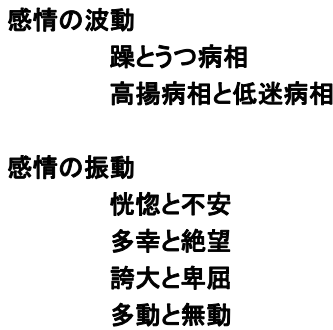 感情の波動
躁とうつ病相
高揚病相と低迷病相
感情の振動
恍惚と不安
多幸と絶望
誇大と卑屈
多動と無動